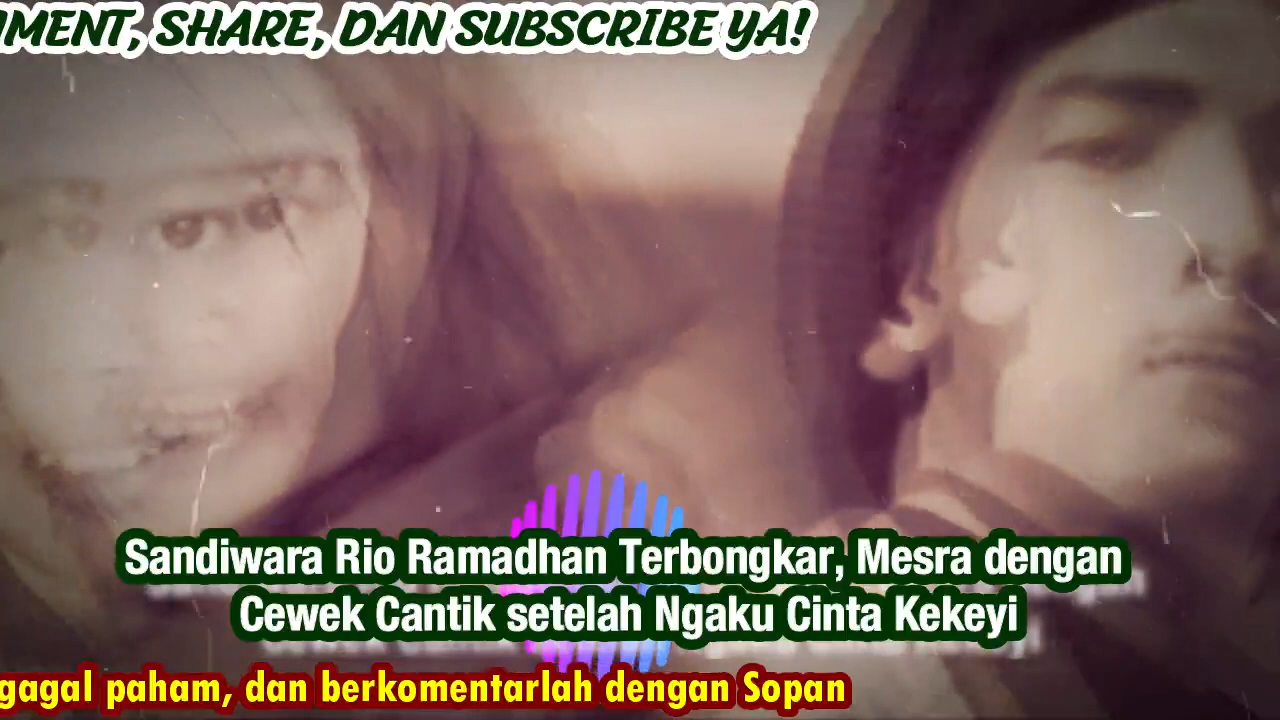 MENT, SHARE, DAN SUBSCRIBE YA!
Sandiwara Rio Ramadhan Terbongkar, Mesra dengan
Cewek Cantik setelah Ngaku Cinta Kekeyi
gagal paham, dan berkomentarlah dengan Sopan